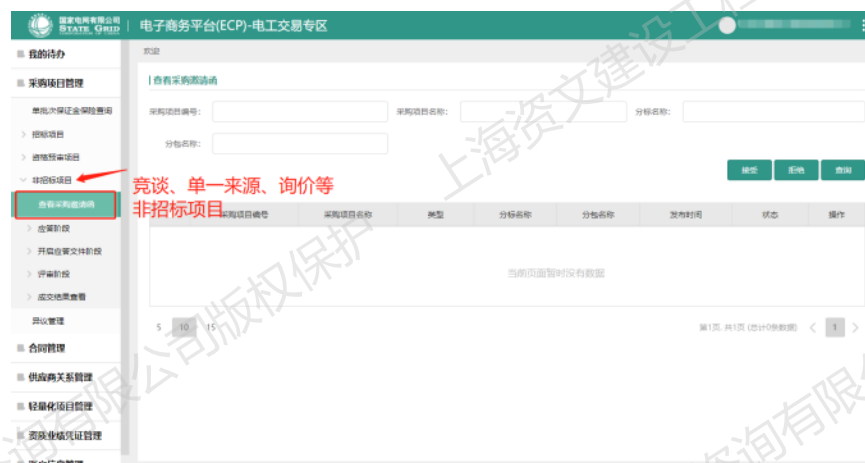 国家电网有限公司
STATE GRID
电子商务平台(ECP)-电工交易专区
我的待办
欢迎
采购项目管理
查看采购邀请函
单批次保证金保险查询
采购项目编号:
采购项目名称:
分标名称:
招标项目
分包名称:
资格预审项目
接受
拒绝
查询
非招标项目
竞谈、单一来源、询价等
非招标项目
查看采购邀请函
采购项目编号
采购项目名称
类型
分标名称
分包名称
发布时间
状态
操作
应答阶段
开启应答文件阶段
评审阶段
当前页面暂时没有数据
成交结果查看
异议管理
5 10 15
第1页, 共1页 (总计0条数据)
1
合同管理
供应商关系管理
轻量化项目管理
资质业绩凭证管理
上海资文建设工
询有限公司版权保护
咨询有限公